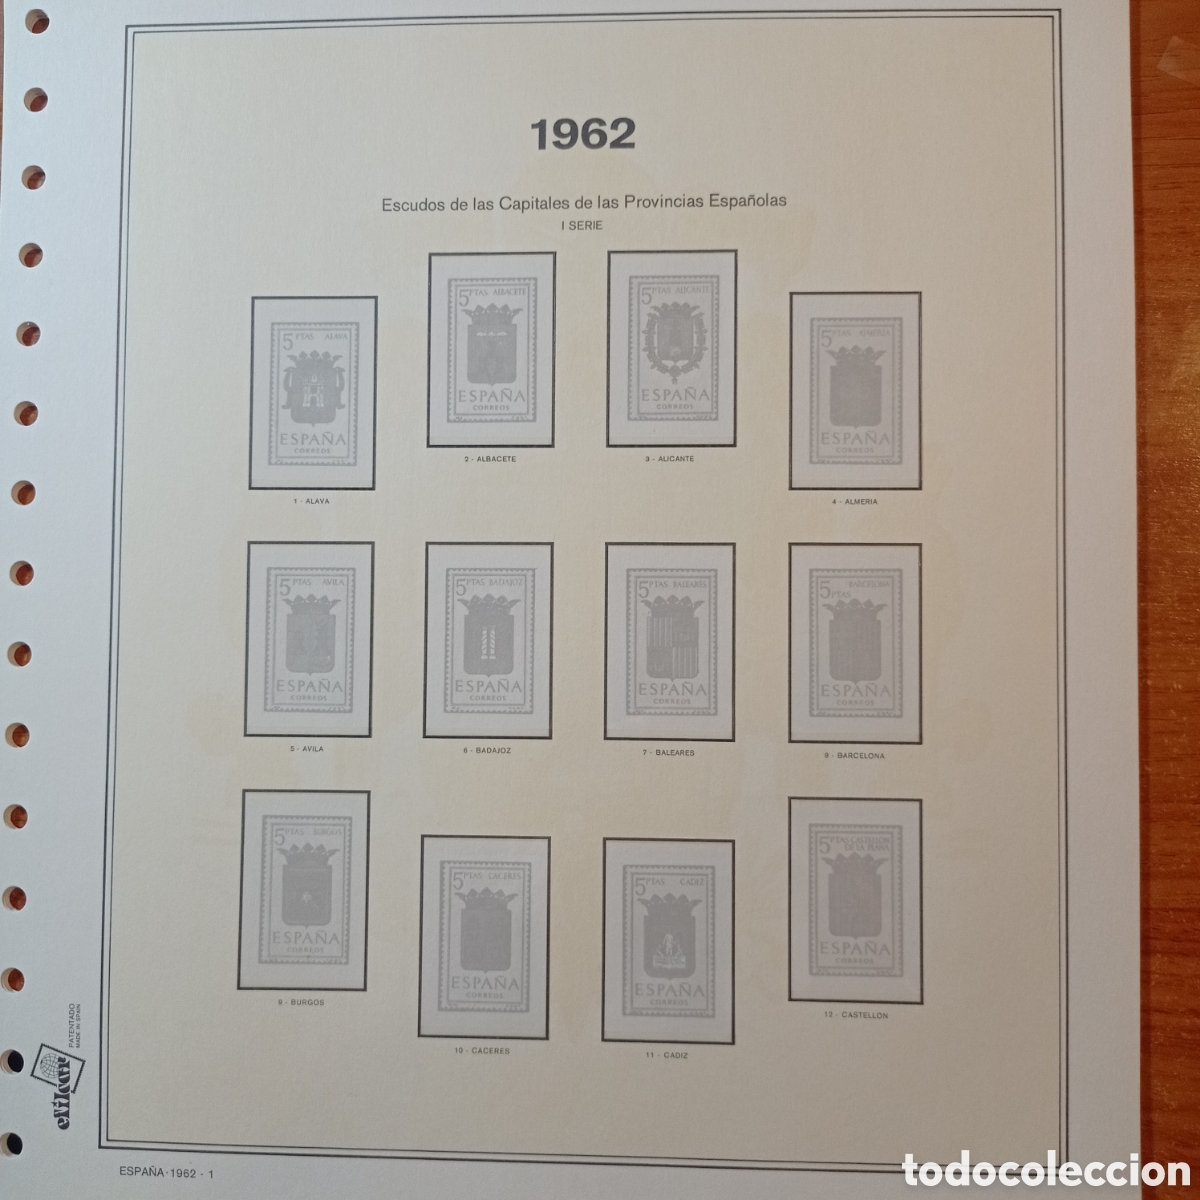 1962
Escudos de las Capitales de las Provincias Españolas
I SERIE
5 PTAS ALAVA
ESPAÑA
CORREOS
1 - ALAVA
5 PTAS ALBACETE
ESPAÑA
CORREOS
2 - ALBACETE
5 PTAS ALICANTE
ESPAÑA
CORREOS
3 - ALICANTE
5 PTAS ALMERIA
ESPAÑA
CORREOS
4 - ALMERIA
5 PTAS AVILA
ESPAÑA
CORREOS
5 - AVILA
5 PTAS BADAJOZ
ESPAÑA
CORREOS
6 - BADAJOZ
5 PTAS BALEARES
ESPAÑA
CORREOS
7 - BALEARES
BARCELONA
5 PTAS
ESPAÑA
CORREOS
8 - BARCELONA
5 PTAS BURGOS
ESPAÑA
CORREOS
9 - BURGOS
5 PTAS CACERES
ESPAÑA
CORREOS
10 - CACERES
5 PTAS CADIZ
ESPAÑA
CORREOS
11 - CADIZ
5 PTAS CASTELLÓN
DE LA PLANA
ESPAÑA
CORREOS
12 - CASTELLON
PATENTADO
MADE IN SPAIN
ESPAÑA · 1962 - 1
todocoleccion